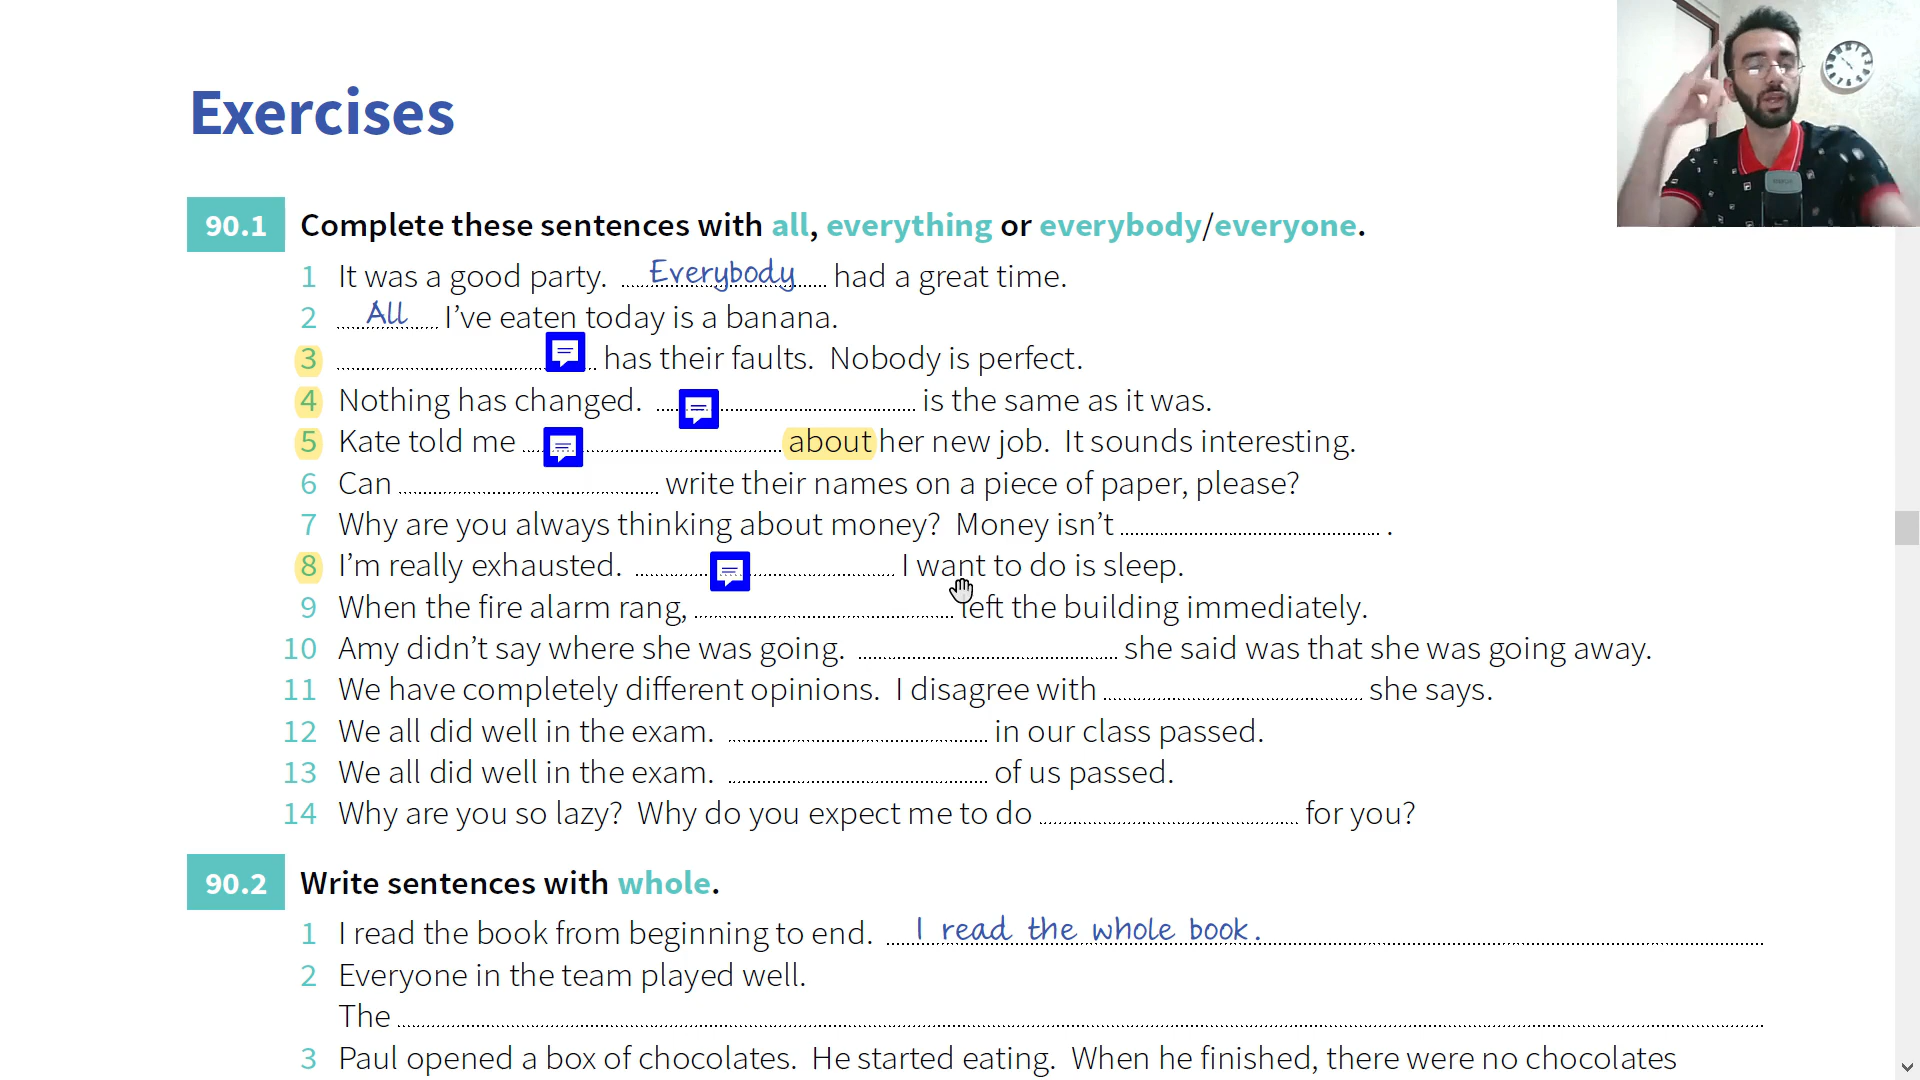 Exercises
90.1 Complete these sentences with all, everything or everybody/everyone.
1 It was a good party. Everybody had a great time.
2 All I've eaten today is a banana.
3 has their faults. Nobody is perfect.
4 Nothing has changed. is the same as it was.
5 Kate told me about her new job. It sounds interesting.
6 Can write their names on a piece of paper, please?
7 Why are you always thinking about money? Money isn't .
8 I'm really exhausted. I want to do is sleep.
9 When the fire alarm rang, left the building immediately.
10 Amy didn't say where she was going. she said was that she was going away.
11 We have completely different opinions. I disagree with she says.
12 We all did well in the exam. in our class passed.
13 We all did well in the exam. of us passed.
14 Why are you so lazy? Why do you expect me to do for you?
90.2 Write sentences with whole.
1 I read the book from beginning to end. I read the whole book.
2 Everyone in the team played well.
The
3 Paul opened a box of chocolates. He started eating. When he finished, there were no chocolates